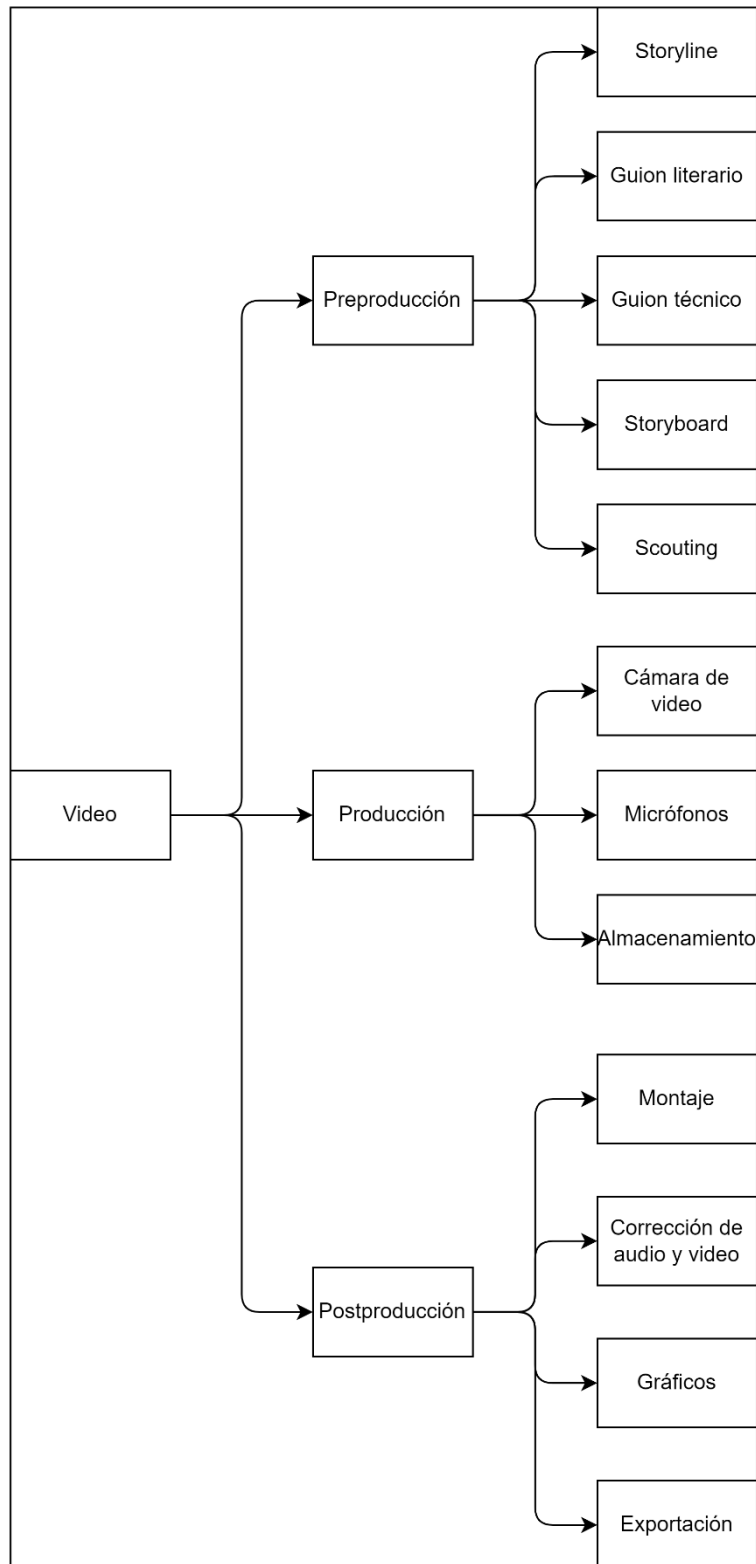 Storyline
Guion literario
Preproducción
Guion técnico
Storyboard
Scouting
Cámara de
video
Video
Producción
Micrófonos
Almacenamiento
Montaje
Corrección de
audio y video
Postproducción
Gráficos
Exportación